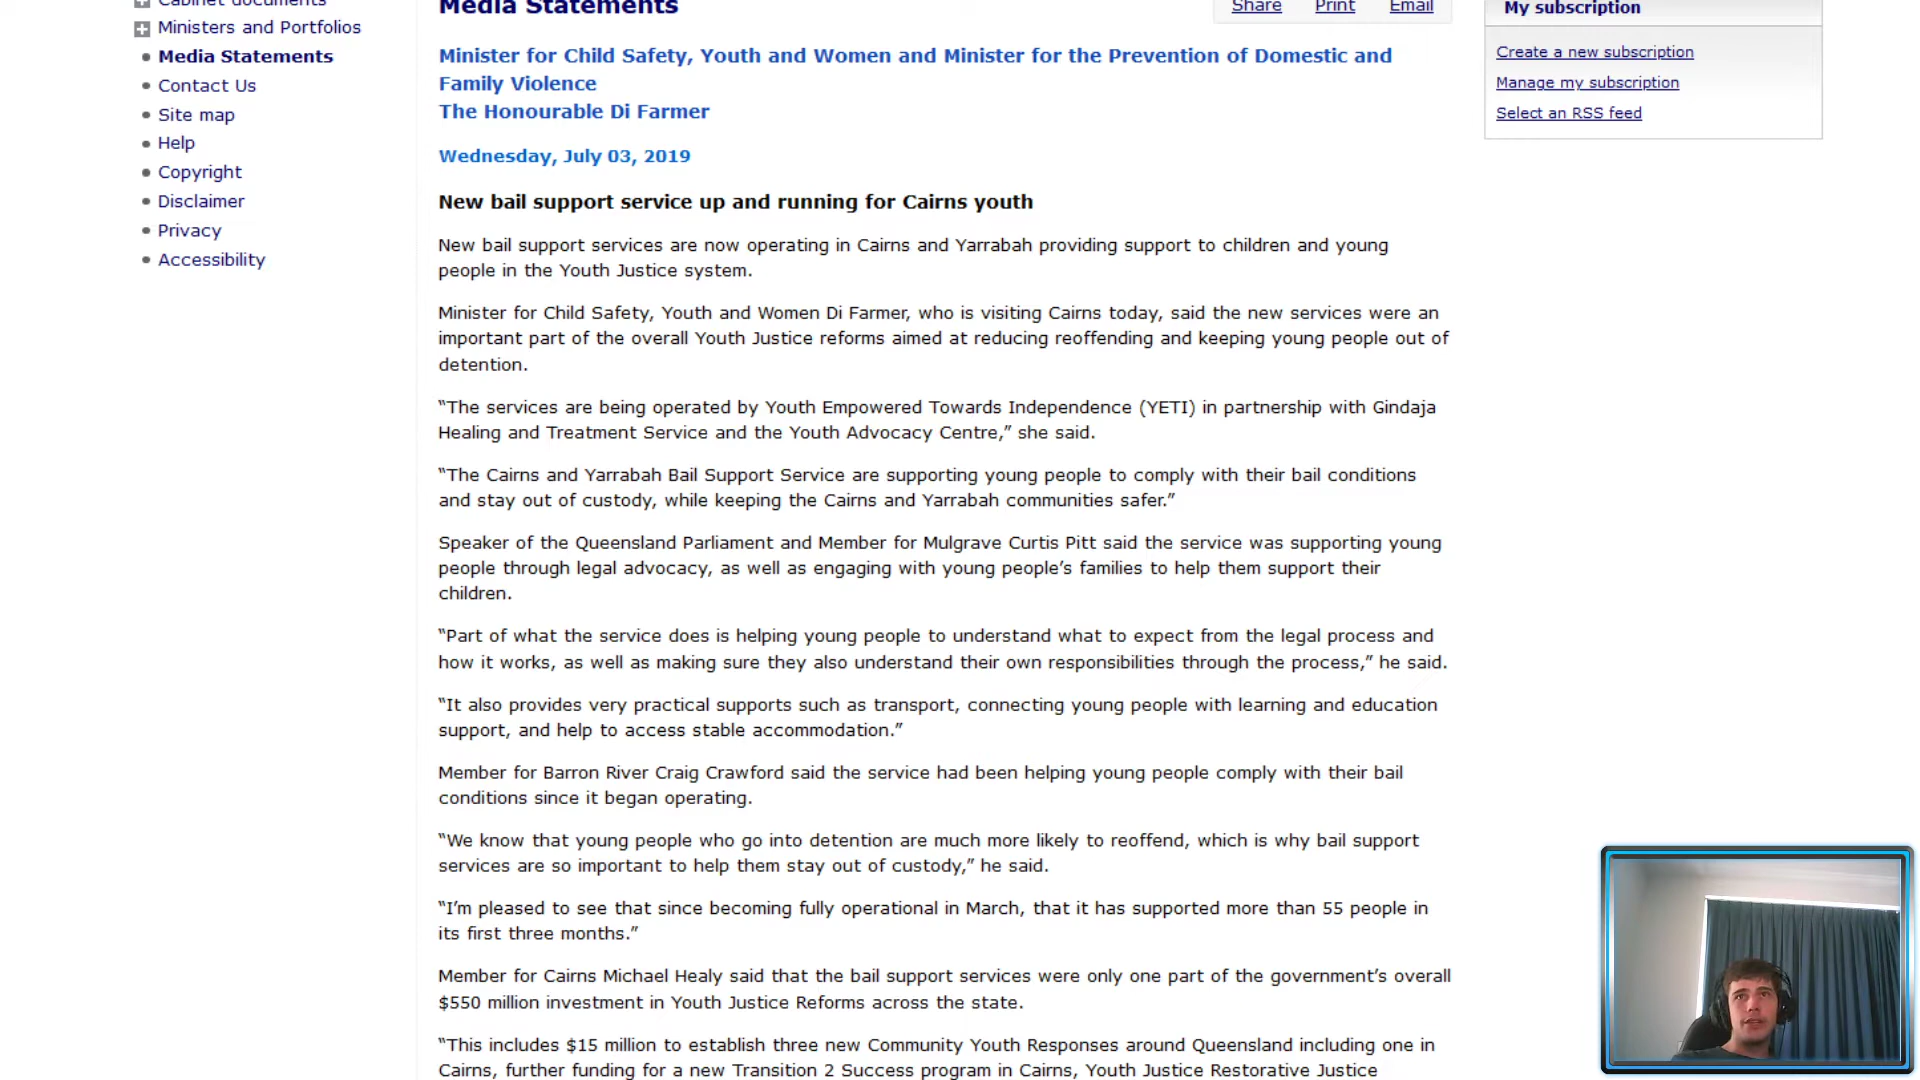 Cabinet documents
Ministers and Portfolios
Media Statements
Contact Us
Site map
Help
Copyright
Disclaimer
Privacy
Accessibility
Media Statements
Share Print Email
Minister for Child Safety, Youth and Women and Minister for the Prevention of Domestic and
Family Violence
The Honourable Di Farmer
Wednesday, July 03, 2019
New bail support service up and running for Cairns youth
New bail support services are now operating in Cairns and Yarrabah providing support to children and young
people in the Youth Justice system.
Minister for Child Safety, Youth and Women Di Farmer, who is visiting Cairns today, said the new services were an
important part of the overall Youth Justice reforms aimed at reducing reoffending and keeping young people out of
detention.
“The services are being operated by Youth Empowered Towards Independence (YETI) in partnership with Gindaja
Healing and Treatment Service and the Youth Advocacy Centre,” she said.
“The Cairns and Yarrabah Bail Support Service are supporting young people to comply with their bail conditions
and stay out of custody, while keeping the Cairns and Yarrabah communities safer.”
Speaker of the Queensland Parliament and Member for Mulgrave Curtis Pitt said the service was supporting young
people through legal advocacy, as well as engaging with young people’s families to help them support their
children.
“Part of what the service does is helping young people to understand what to expect from the legal process and
how it works, as well as making sure they also understand their own responsibilities through the process,” he said.
“It also provides very practical supports such as transport, connecting young people with learning and education
support, and help to access stable accommodation.”
Member for Barron River Craig Crawford said the service had been helping young people comply with their bail
conditions since it began operating.
“We know that young people who go into detention are much more likely to reoffend, which is why bail support
services are so important to help them stay out of custody,” he said.
“I’m pleased to see that since becoming fully operational in March, that it has supported more than 55 people in
its first three months.”
Member for Cairns Michael Healy said that the bail support services were only one part of the government’s overall
$550 million investment in Youth Justice Reforms across the state.
“This includes $15 million to establish three new Community Youth Responses around Queensland including one in
Cairns, further funding for a new Transition 2 Success program in Cairns, Youth Justice Restorative Justice
My subscription
Create a new subscription
Manage my subscription
Select an RSS feed